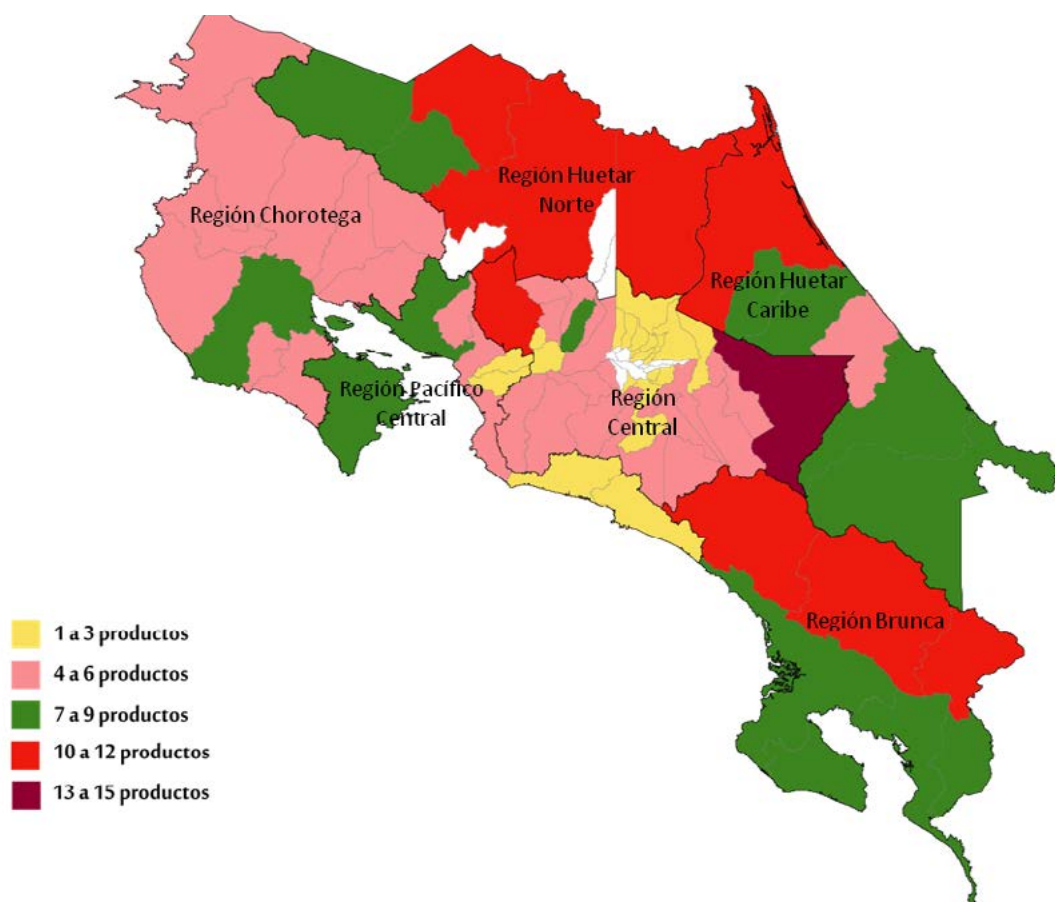 Región Huetar
Norte
Región Chorotega
Región Huetar
Caribe
Región Pacífico
Central
Región
Central
Región Brunca
1 a 3 productos
4 a 6 productos
7 a 9 productos
10 a 12 productos
13 a 15 productos